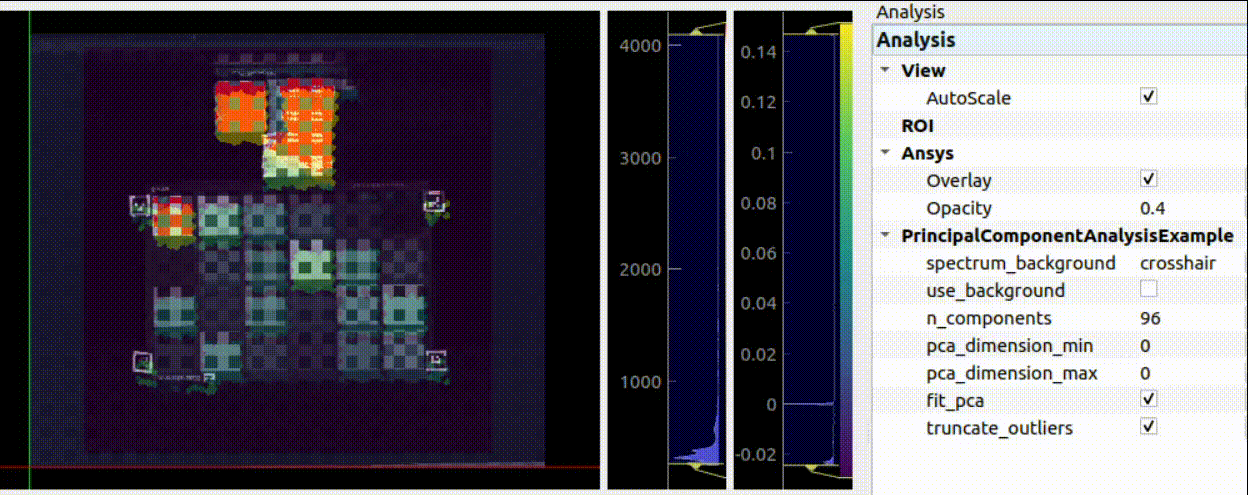 Analysis
Analysis
View
AutoScale
ROI
Ansys
Overlay
Opacity 0.4
PrincipalComponentAnalysisExample
spectrum_background crosshair
use_background
n_components 96
pca_dimension_min 0
pca_dimension_max 0
fit_pca
truncate_outliers
4000
3000
2000
1000
0.14
0.12
0.1
0.08
0.06
0.04
0.02
0
-0.02